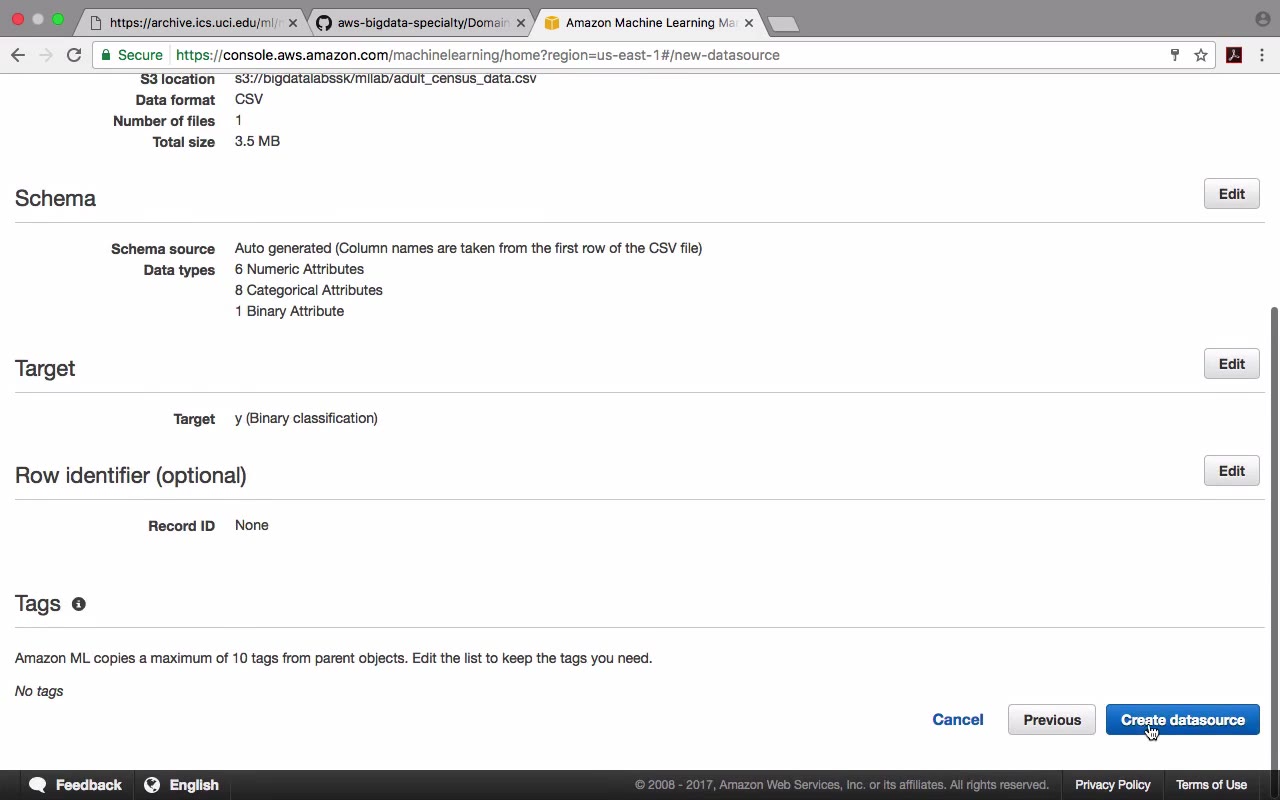 https://archive.ics.uci.edu/ml/
aws-bigdata-specialty/Domain
Amazon Machine Learning Ma
Secure
https://console.aws.amazon.com/machinelearning/home?region=us-east-1#/new-datasource
S3 location s3://bigdatalabssk/mllab/adult_census_data.csv
Data format CSV
Number of files 1
Total size 3.5 MB
Schema
Edit
Schema source Auto generated (Column names are taken from the first row of the CSV file)
Data types 6 Numeric Attributes
8 Categorical Attributes
1 Binary Attribute
Target
Edit
Target y (Binary classification)
Row identifier (optional)
Edit
Record ID None
Tags
Amazon ML copies a maximum of 10 tags from parent objects. Edit the list to keep the tags you need.
No tags
Cancel Previous Create datasource
Feedback English © 2008 - 2017, Amazon Web Services, Inc. or its affiliates. All rights reserved. Privacy Policy Terms of Use